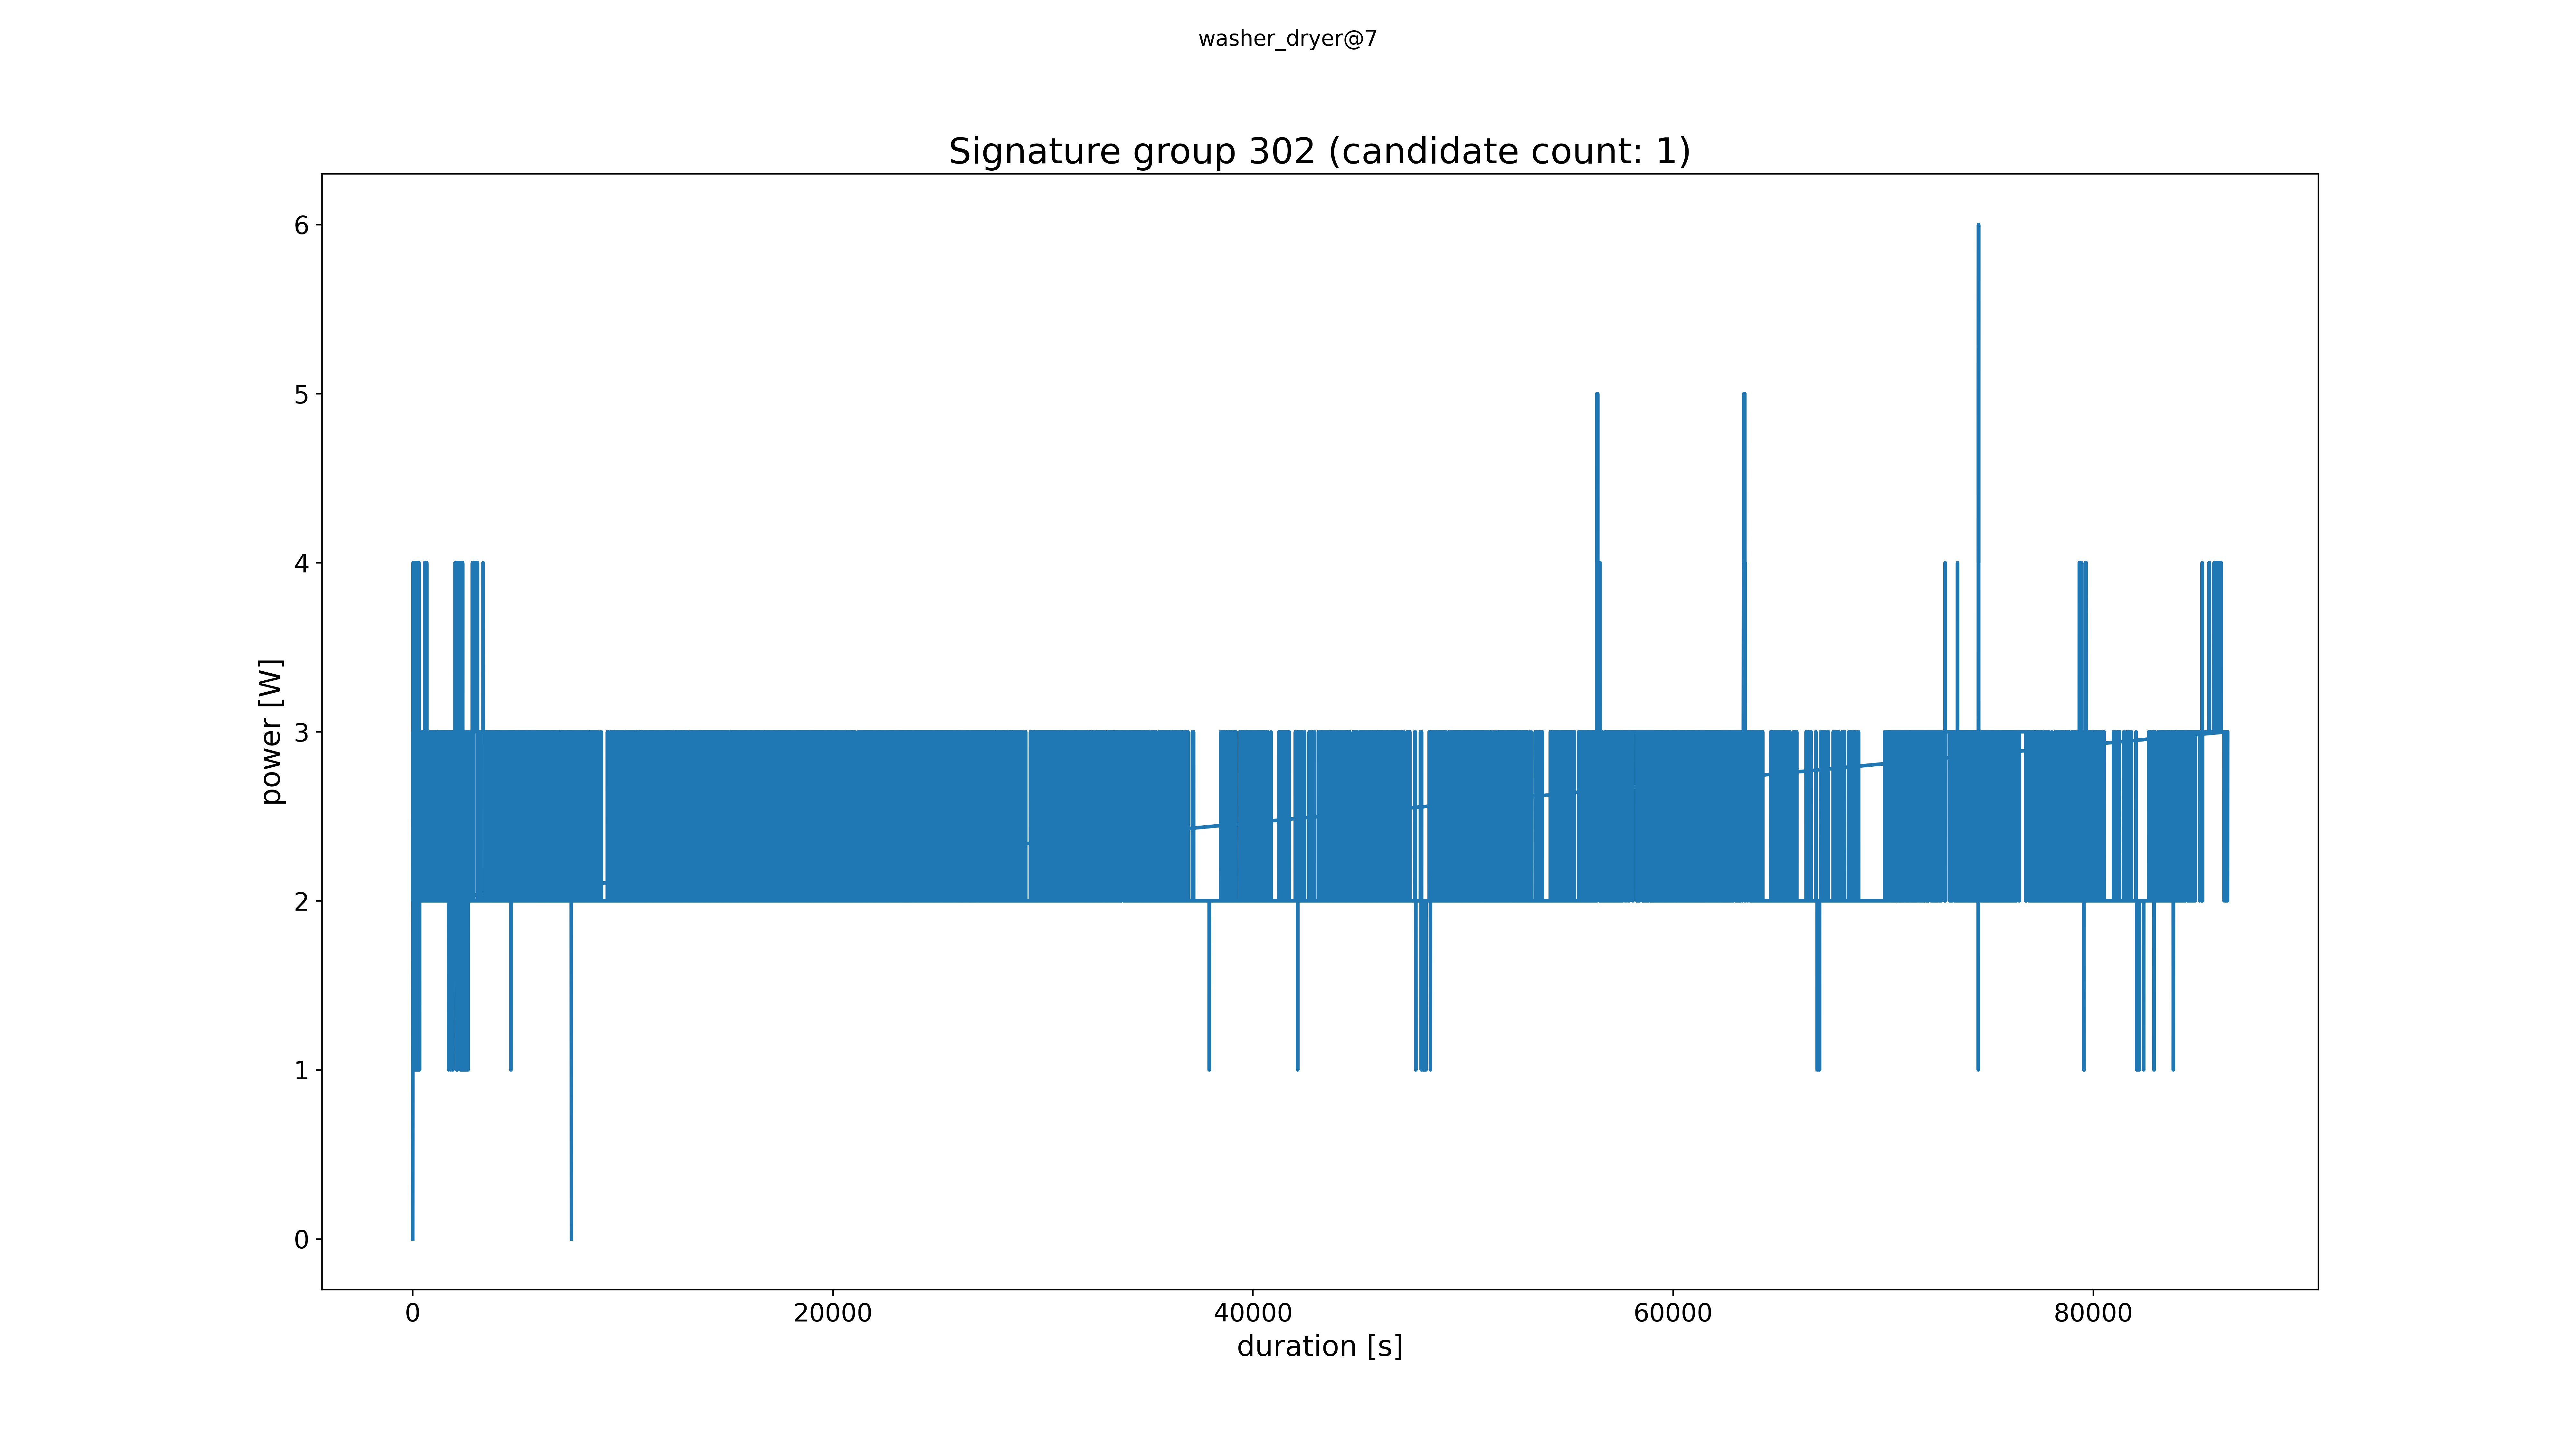 washer_dryer@7
Signature group 302 (candidate count: 1)
6
5
4
3
2
1
0
power [W]
0 20000 40000 60000 80000
duration [s]